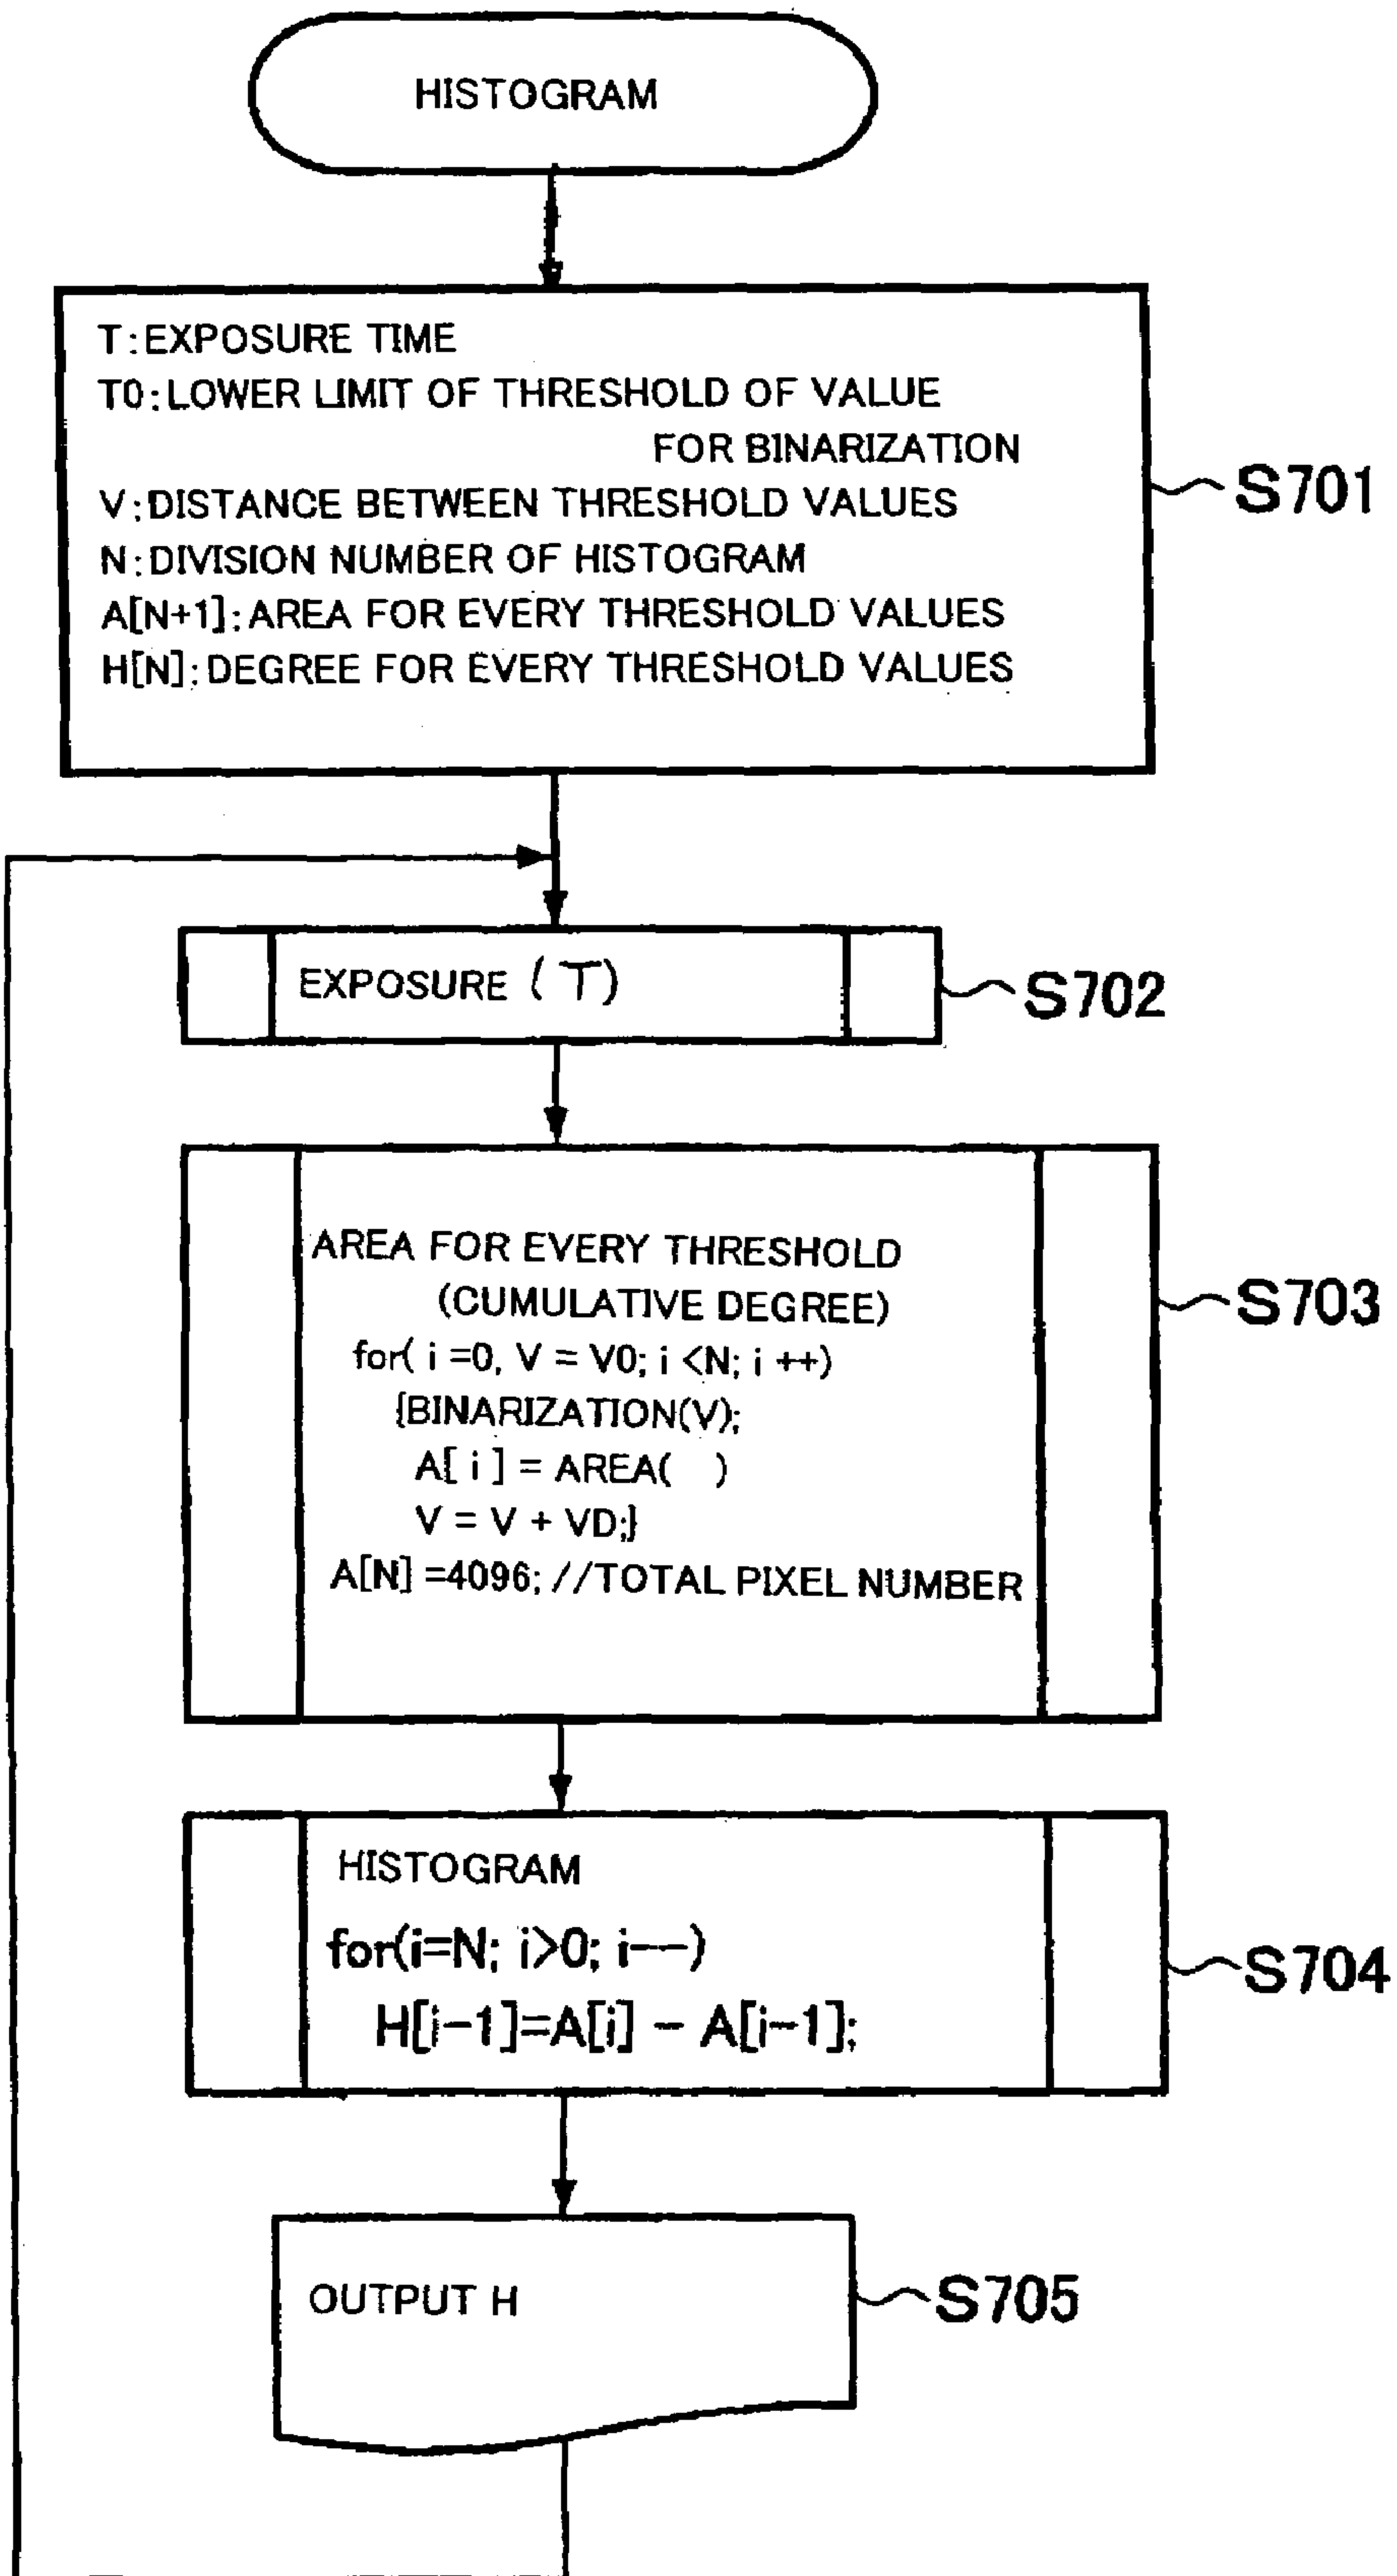 HISTOGRAM
T:EXPOSURE TIME
T0:LOWER LIMIT OF THRESHOLD OF VALUE
FOR BINARIZATION
V:DISTANCE BETWEEN THRESHOLD VALUES
N:DIVISION NUMBER OF HISTOGRAM
A[N+1]:AREA FOR EVERY THRESHOLD VALUES
H[N]:DEGREE FOR EVERY THRESHOLD VALUES
S701
EXPOSURE (T)
S702
AREA FOR EVERY THRESHOLD
(CUMULATIVE DEGREE)
for( i =0, V = V0; i <N; i ++)
{BINARIZATION(V);
A[ i ] = AREA( )
V = V + VD;}
A[N] =4096; //TOTAL PIXEL NUMBER
S703
HISTOGRAM
for(i=N; i>0; i--)
H[i-1]=A[i] - A[i-1];
S704
OUTPUT H
S705